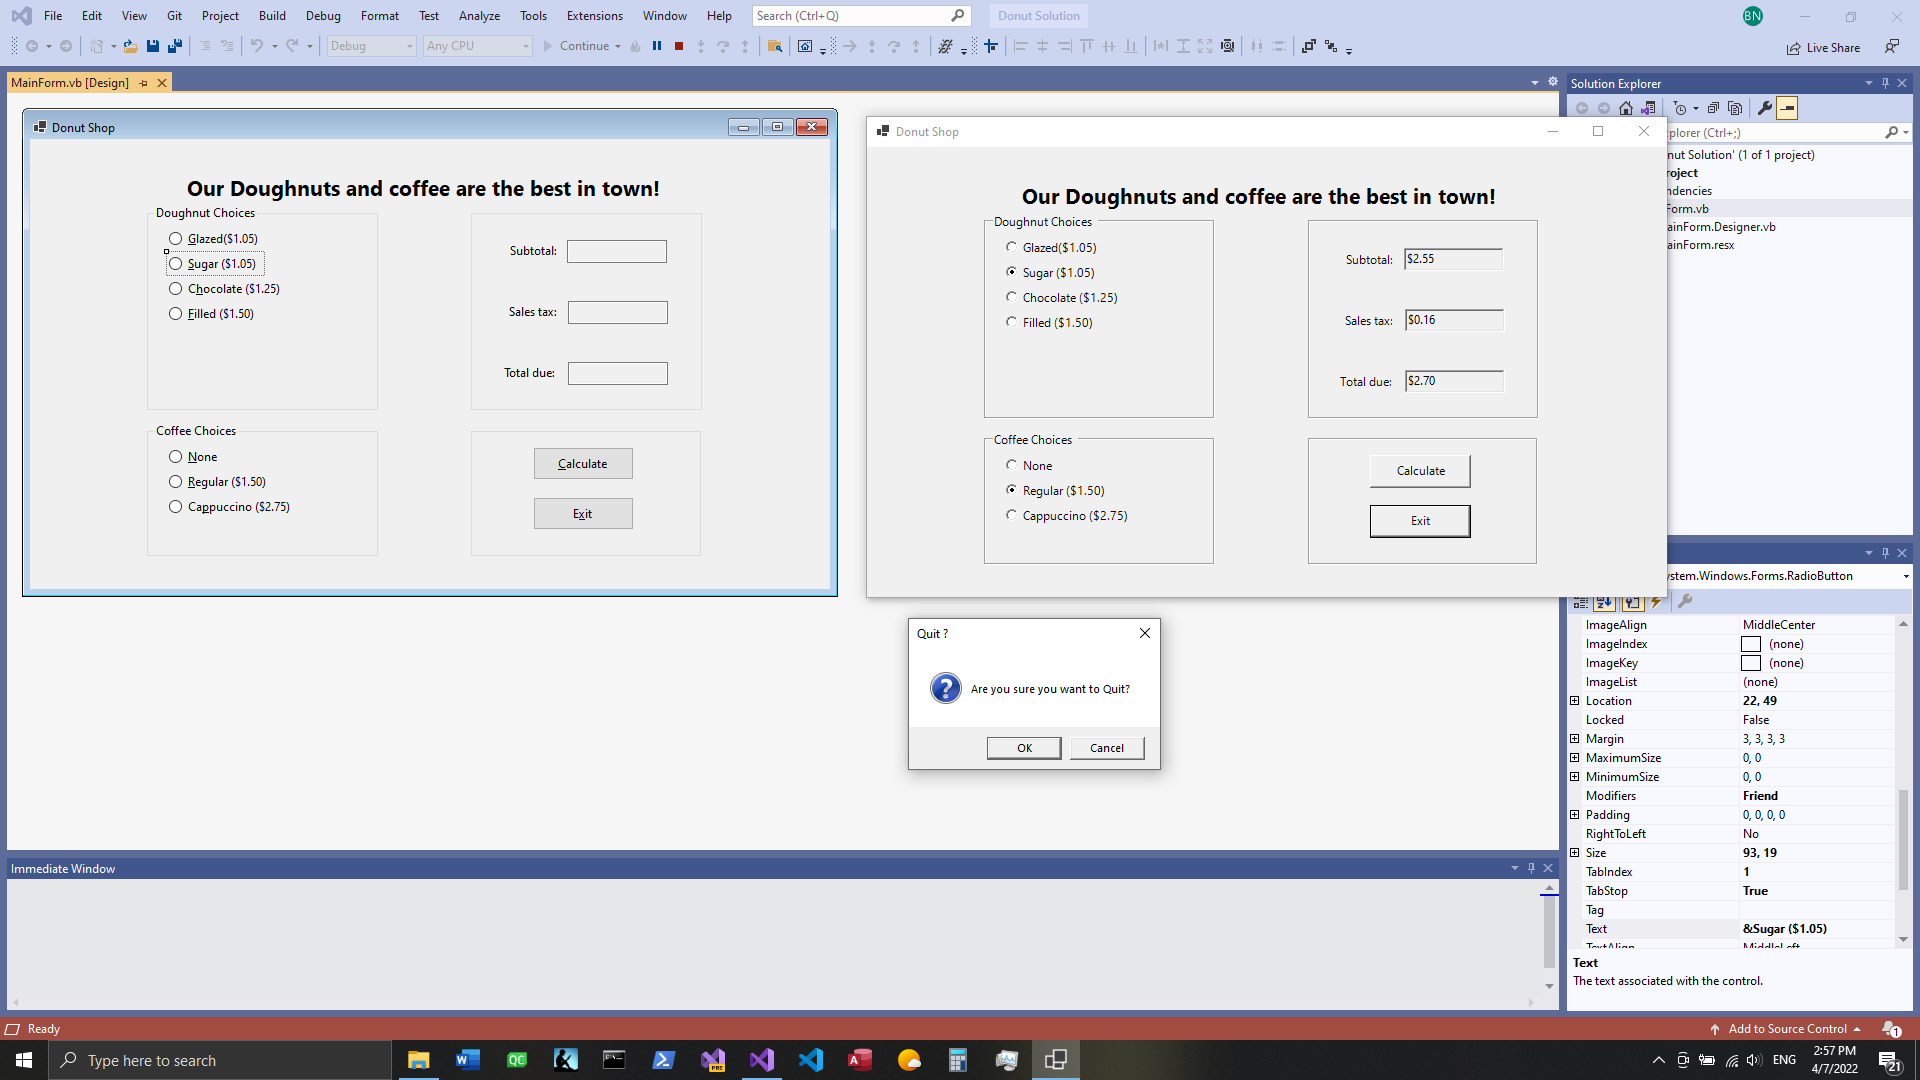 File Edit View Git Project Build Debug Format Test Analyze Tools Extensions Window Help Search (Ctrl+Q) Donut Solution BN
Debug Any CPU Continue Live Share
MainForm.vb [Design]
Donut Shop
Our Doughnuts and coffee are the best in town!
Doughnut Choices
Glazed($1.05)
Sugar ($1.05)
Chocolate ($1.25)
Filled ($1.50)
Subtotal:
Sales tax:
Total due:
Coffee Choices
None
Regular ($1.50)
Cappuccino ($2.75)
Calculate
Exit
Donut Shop
Our Doughnuts and coffee are the best in town!
Doughnut Choices
Glazed($1.05)
Sugar ($1.05)
Chocolate ($1.25)
Filled ($1.50)
Subtotal: $2.55
Sales tax: $0.16
Total due: $2.70
Coffee Choices
None
Regular ($1.50)
Cappuccino ($2.75)
Calculate
Exit
Quit ?
Are you sure you want to Quit?
OK Cancel
Solution Explorer
plorer (Ctrl+;)
nut Solution' (1 of 1 project)
roject
ndencies
Form.vb
ainForm.Designer.vb
ainForm.resx
ystem.Windows.Forms.RadioButton
ImageAlign MiddleCenter
ImageIndex (none)
ImageKey (none)
ImageList (none)
Location 22, 49
Locked False
Margin 3, 3, 3, 3
MaximumSize 0, 0
MinimumSize 0, 0
Modifiers Friend
Padding 0, 0, 0, 0
RightToLeft No
Size 93, 19
TabIndex 1
TabStop True
Tag
Text &Sugar ($1.05)
TextAlign MiddleLeft
Text
The text associated with the control.
Immediate Window
Ready Add to Source Control 1
Type here to search
W QC PRE A
ENG
2:57 PM
4/7/2022
21